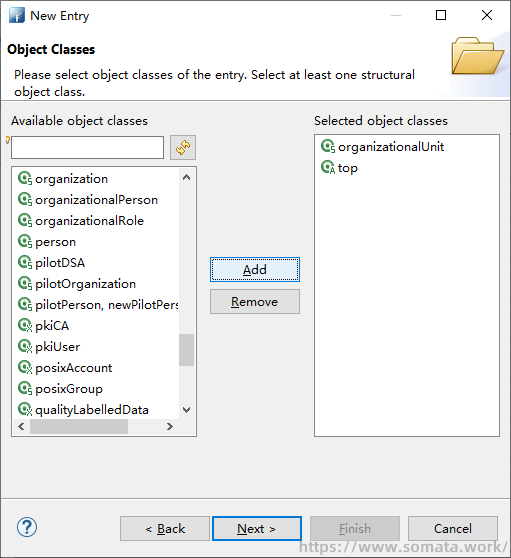 New Entry
Object Classes
Please select object classes of the entry. Select at least one structural
object class.
Available object classes
Selected object classes
organization
organizationalPerson
organizationalRole
person
pilotDSA
pilotOrganization
pilotPerson, newPilotPers
pkiCA
pkiUser
posixAccount
posixGroup
qualityLabelledData
Add
Remove
organizationalUnit
top
?
< Back
Next >
Finish
Cancel
https://www.somata.work/